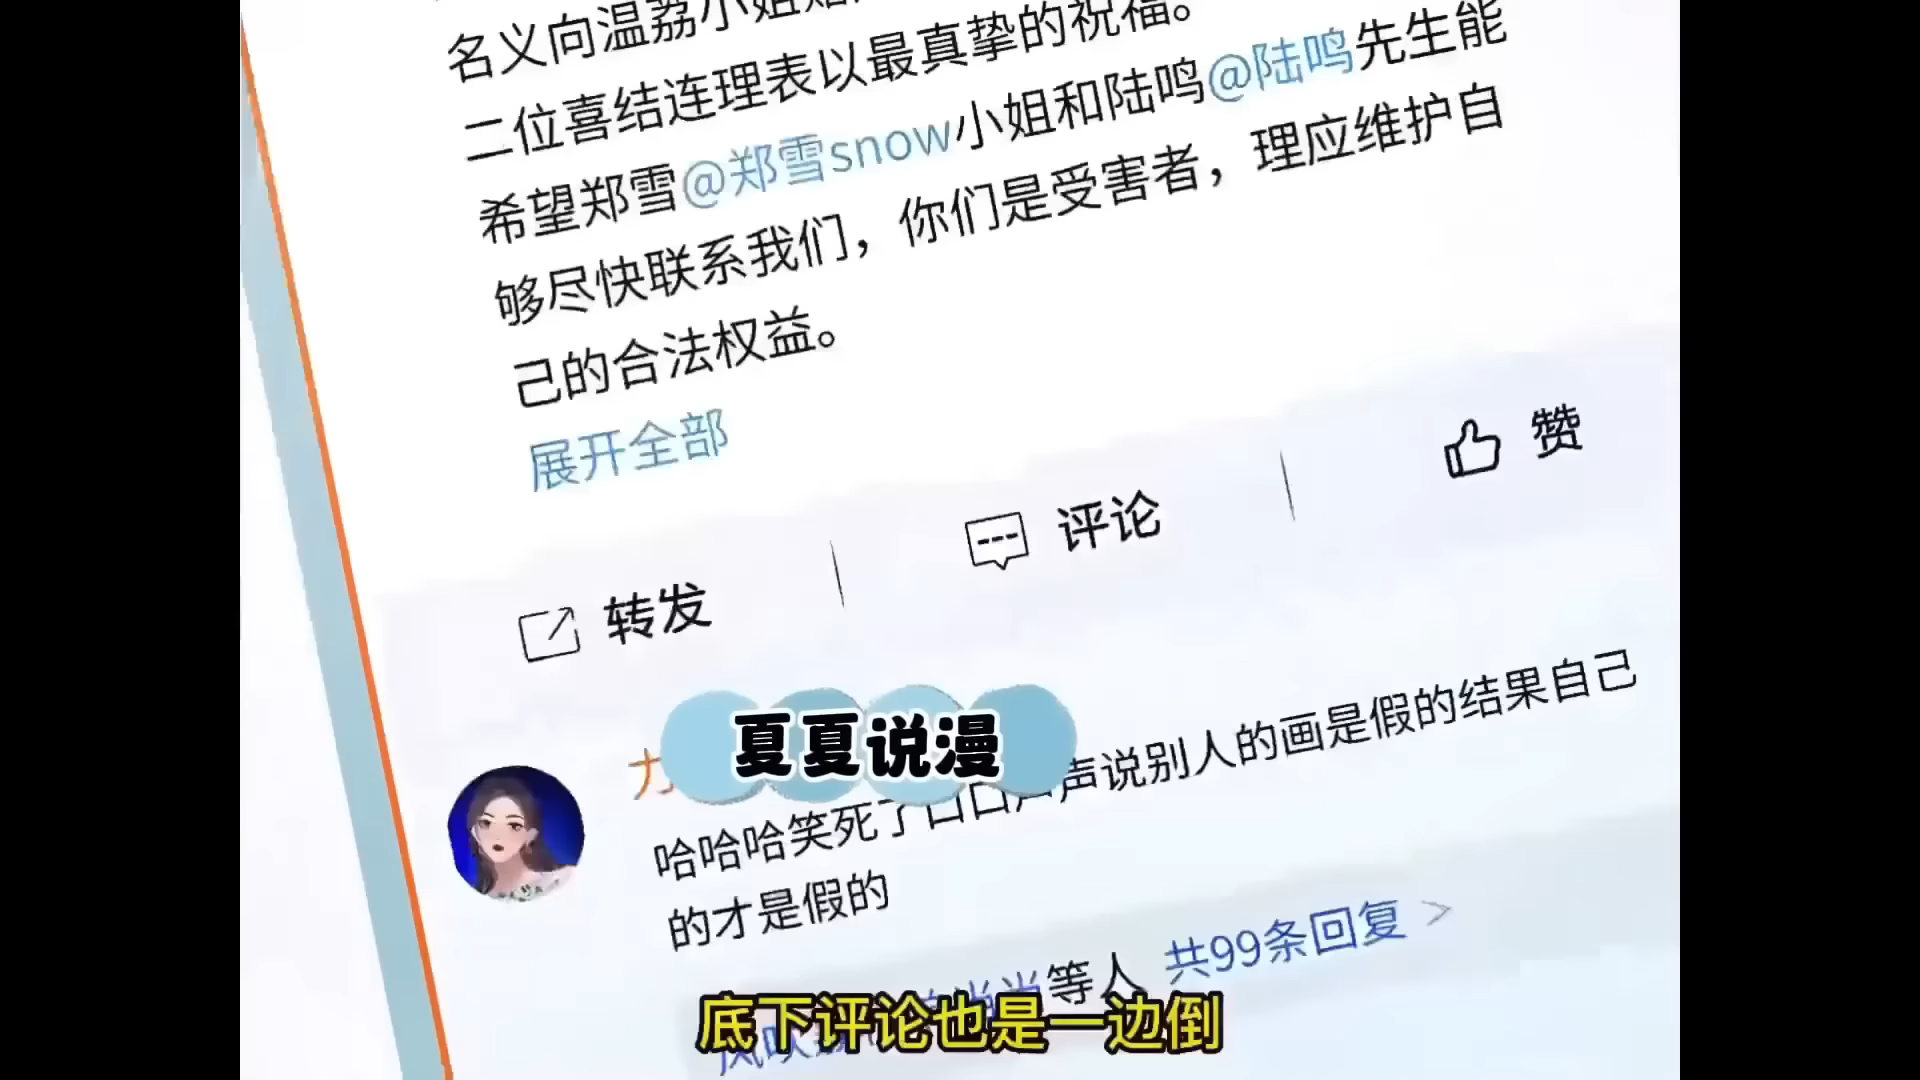 名义向温荔小姐
二位喜结连理表以最真挚的祝福。
希望郑雪@郑雪snow小姐和陆鸣@陆鸣先生能
够尽快联系我们，你们是受害者，理应维护自
己的合法权益。
展开全部
转发
评论
赞
夏夏说漫
哈哈哈笑死了口口声声说别人的画是假的结果自己
的才是假的
等人 共99条回复 >
底下评论也是一边倒